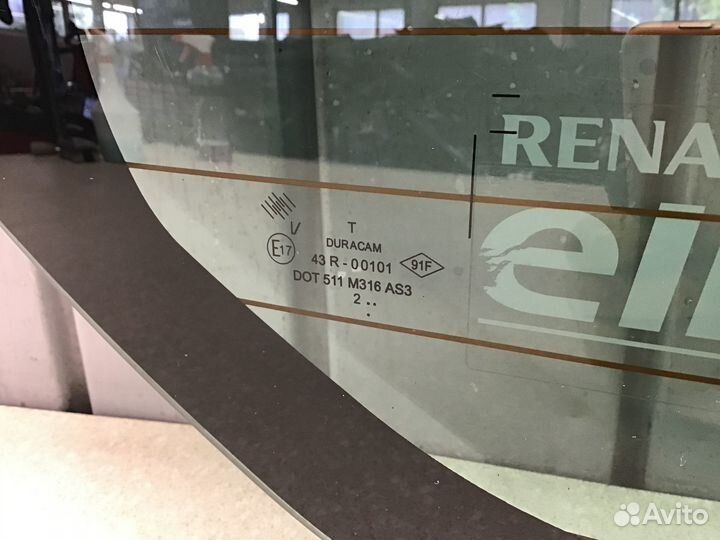 RENA
V T
DURACAM
E17 43 R - 00101 91F
DOT 511 M316 AS3
2 ..
.
Avito